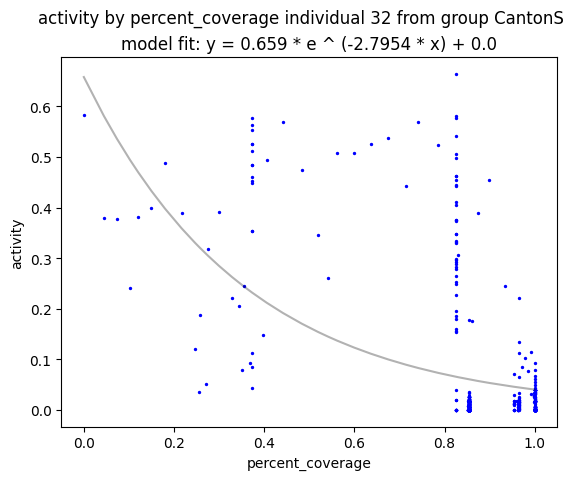 activity by percent_coverage individual 32 from group CantonS
model fit: y = 0.659 * e ^ (-2.7954 * x) + 0.0
0.6
0.5
0.4
0.3
0.2
0.1
0.0
activity
0.0 0.2 0.4 0.6 0.8 1.0
percent_coverage